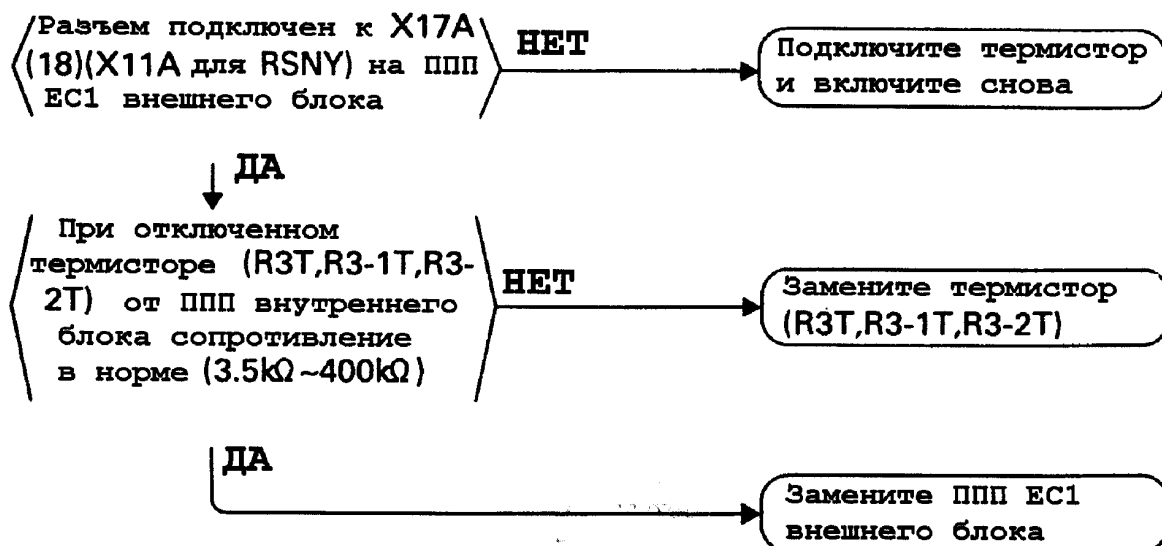 Разъем подключен к X17A
(18)(X11A для RSNY) на ППП
EC1 внешнего блока
НЕТ
Подключите термистор
и включите снова
ДА
При отключенном
термисторе (R3T,R3-1T,R3-
2T) от ППП внутреннего
блока сопротивление
в норме (3.5kΩ~400kΩ)
НЕТ
Замените термистор
(R3T,R3-1T,R3-2T)
ДА
Замените ППП EC1
внешнего блока